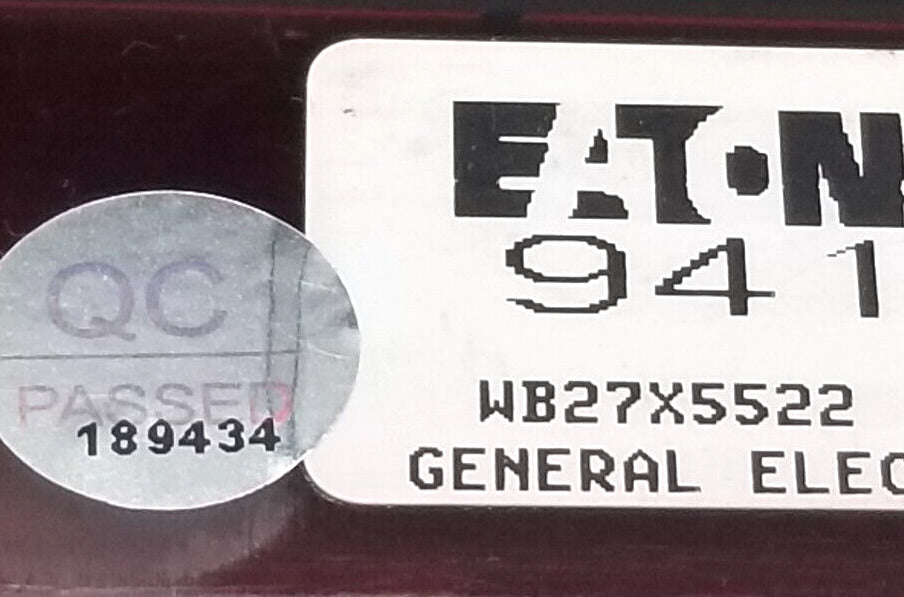 EATON
941
WB27X5522
GENERAL ELEC
QC
PASSED
189434